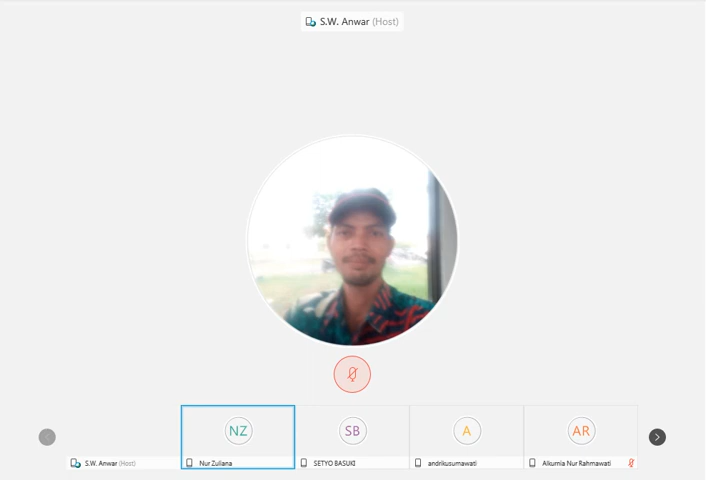 S.W. Anwar (Host)
NZ
SB
A
AR
S.W. Anwar (Host)
Nur Zuliana
SETYO BASUKI
andrikusumawati
Alkurnia Nur Rahmawati